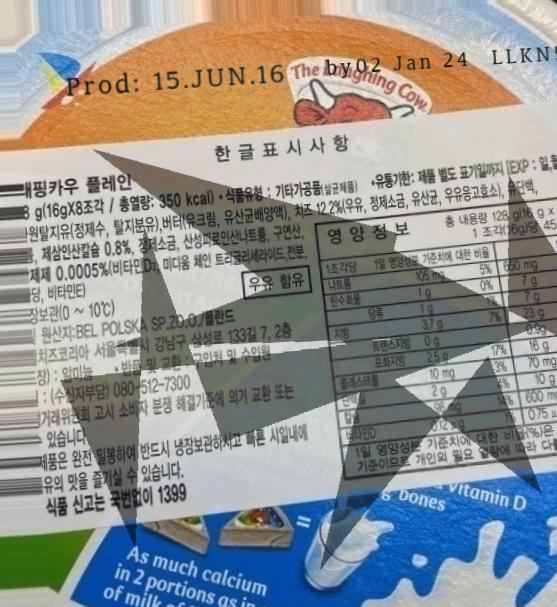 Prod: 15.JUN.16 by02 Jan 24 LLKN
The Laughing Cow
한글표시사항
래핑카우 플레인
g(16gX8조각 / 총열량: 350 kcal) • 식품유형 : 기타가공품(살균제품) •유통기한: 제품 별도 표기일까지 [EXP : 일,월
원탈지유(정제수, 탈지분유),버터(유크림, 유산균배양액), 치즈 12.2%(우유, 정제소금, 유산균, 우유응고효소), 유단백,
제삼인산칼슘 0.8%, 정제소금, 산성피로인산나트륨, 구연산,
제제 0.0005%(비타민D₃, 미디움 체인 트리글리세라이드,전분,
당, 비타민E) 우유 함유
장보관(0 ~ 10℃)
원산지:BEL POLSKA SP.ZO.O./폴란드
치즈코리아 서울특별시 강남구 삼성로 133길 7, 2층
장) : 알미늄 • 반품 및 교환 : 구입처 및 수입원
: (수신자부담) 080-512-7300
거래위원회 고시 소비자 분쟁 해결기준에 의거 교환 또는
있습니다.
제품은 완전 밀봉하여 반드시 냉장보관하시고 빠른 시일내에
유의 맛을 즐기실 수 있습니다.
식품 신고는 국번없이 1399
영양정보 총 내용량 128 g(16 g x
1 조각(16g)당 45
1조각당 1일 영양성분 기준치에 대한 비율
나트륨 105 mg 5% 650 mg
탄수화물 1 g 0% 7 g
당류 1 g 7 g
지방 3.7 g 7% 23 g
트랜스지방 0 g 0.9g
포화지방 2.5 g 17% 16 g
콜레스테롤 10 mg 3% 70 mg
단백질 2 g 4% 10 g
칼슘 96 mg 14% 600 m
비타민D 0.75
1일 영양성분 기준치에 대한 비율(%)은
기준이므로 개인의 필요 열량에 따라 다
Vitamin D
bones
As much calcium
in 2 portions as in
of milk
=